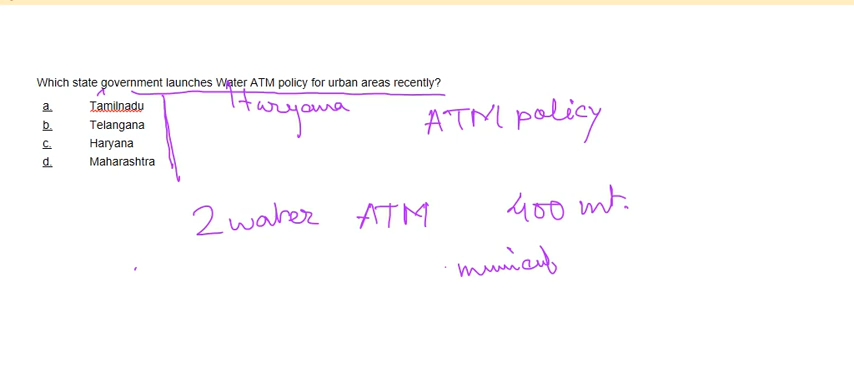 Which state government launches Water ATM policy for urban areas recently?
a. Tamilnadu
b. Telangana
c. Haryana
d. Maharashtra
Haryana
ATM policy
2 water ATM 400 mt.